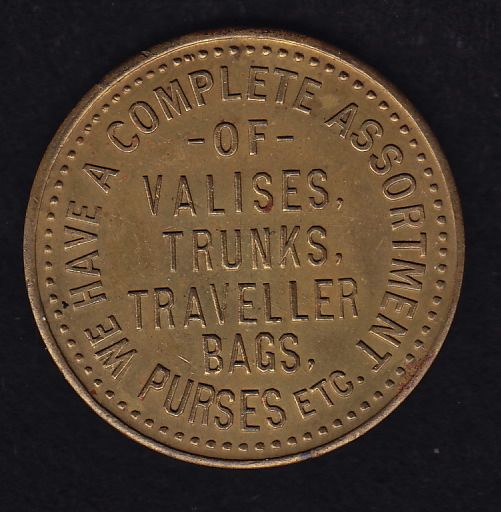 WE HAVE A COMPLETE ASSORTMENT
-OF-
VALISES,
TRUNKS,
TRAVELLER
BAGS,
PURSES ETC.